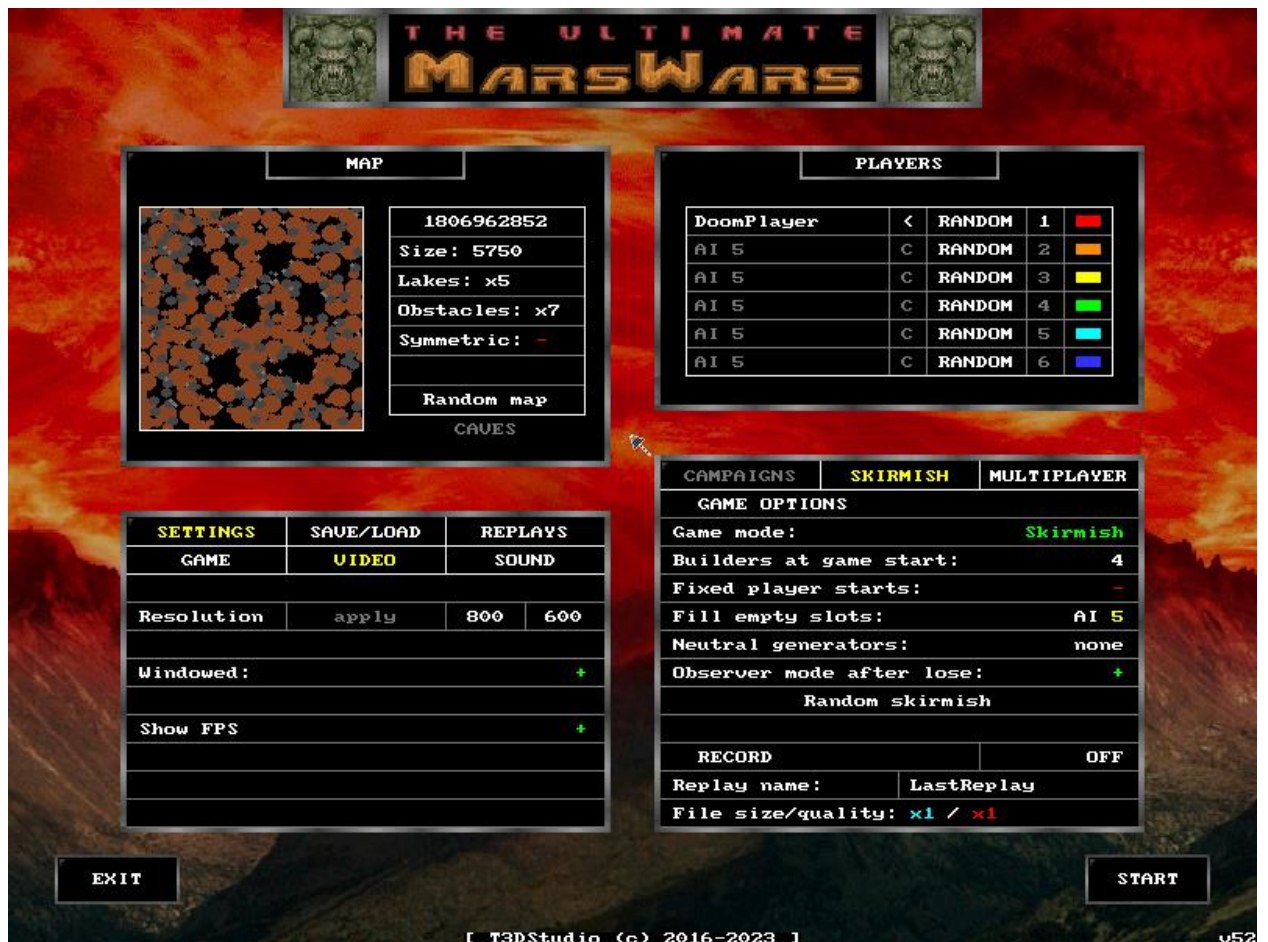 THE ULTIMATE
MARSWARS
MAP
1806962852
Size: 5750
Lakes: x5
Obstacles: x7
Symmetric: -
Random map
CAVES
PLAYERS
DoomPlayer < RANDOM 1
AI 5 C RANDOM 2
AI 5 C RANDOM 3
AI 5 C RANDOM 4
AI 5 C RANDOM 5
AI 5 C RANDOM 6
SETTINGS SAVE/LOAD REPLAYS
GAME VIDEO SOUND
Resolution apply 800 600
Windowed: +
Show FPS +
CAMPAIGNS SKIRMISH MULTIPLAYER
GAME OPTIONS
Game mode: Skirmish
Builders at game start: 4
Fixed player starts: -
Fill empty slots: AI 5
Neutral generators: none
Observer mode after lose: +
Random skirmish
RECORD OFF
Replay name: LastReplay
File size/quality: x1 / x1
EXIT
START
[ T3DStudio (c) 2016-2023 ]
v52